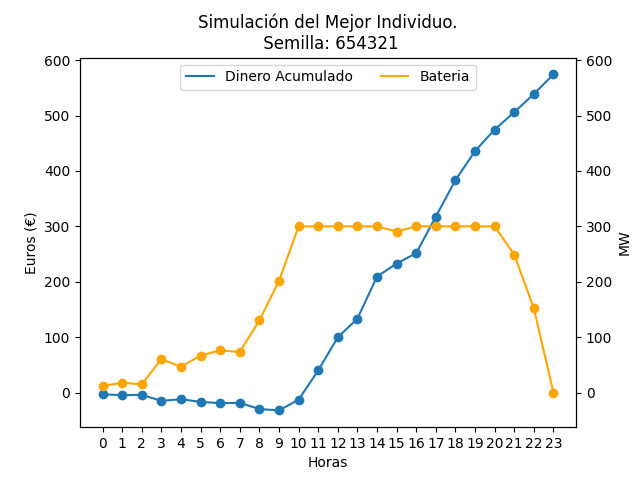 Simulación del Mejor Individuo.
Semilla: 654321
Dinero Acumulado
Bateria
600
500
400
300
200
100
0
Euros (€)
600
500
400
300
200
100
0
MW
0 1 2 3 4 5 6 7 8 9 10 11 12 13 14 15 16 17 18 19 20 21 22 23
Horas